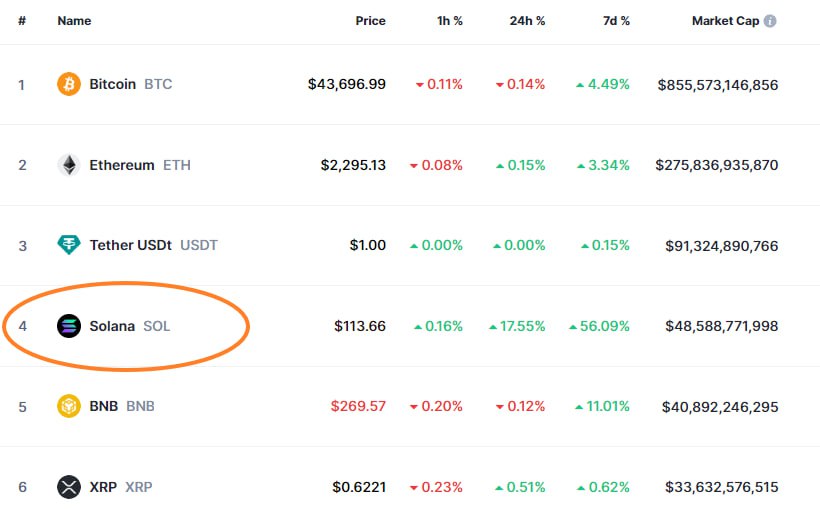 # Name Price 1h % 24h % 7d % Market Cap i
1 Bitcoin BTC $43,696.99 0.11% 0.14% 4.49% $855,573,146,856
2 Ethereum ETH $2,295.13 0.08% 0.15% 3.34% $275,836,935,870
3 Tether USDt USDT $1.00 0.00% 0.00% 0.15% $91,324,890,766
4 Solana SOL $113.66 0.16% 17.55% 56.09% $48,588,771,998
5 BNB BNB $269.57 0.20% 0.12% 11.01% $40,892,246,295
6 XRP XRP $0.6221 0.23% 0.51% 0.62% $33,632,576,515